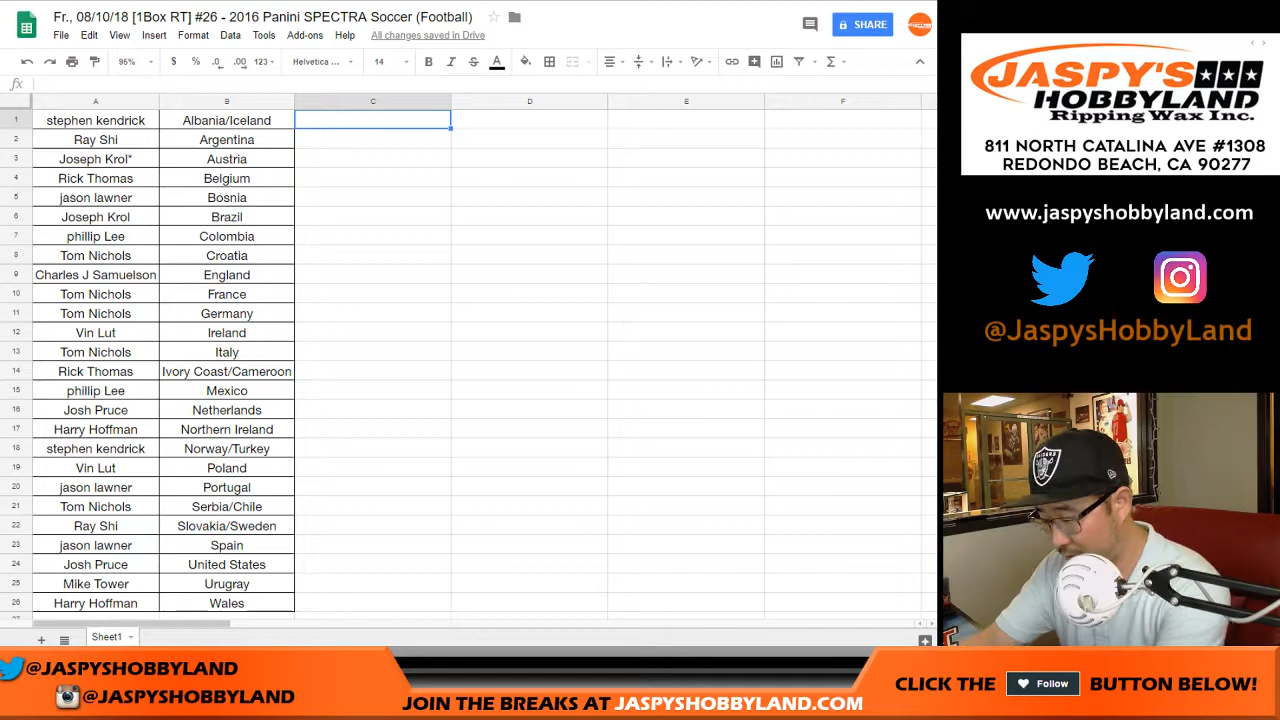 Fr., 08/10/18 [1Box RT] #26 - 2016 Panini SPECTRA Soccer (Football)
File Edit View Insert Format Data Tools Add-ons Help All changes saved in Drive
SHARE
95% $ % .0 .00 123 Helvetica ... 14 B I S A
fx
A B C D E F
1 stephen kendrick Albania/Iceland
2 Ray Shi Argentina
3 Joseph Krol* Austria
4 Rick Thomas Belgium
5 jason lawner Bosnia
6 Joseph Krol Brazil
7 phillip Lee Colombia
8 Tom Nichols Croatia
9 Charles J Samuelson England
10 Tom Nichols France
11 Tom Nichols Germany
12 Vin Lut Ireland
13 Tom Nichols Italy
14 Rick Thomas Ivory Coast/Cameroon
15 phillip Lee Mexico
16 Josh Pruce Netherlands
17 Harry Hoffman Northern Ireland
18 stephen kendrick Norway/Turkey
19 Vin Lut Poland
20 jason lawner Portugal
21 Tom Nichols Serbia/Chile
22 Ray Shi Slovakia/Sweden
23 jason lawner Spain
24 Josh Pruce United States
25 Mike Tower Urugray
26 Harry Hoffman Wales
Sheet1
JASPY'S
HOBBYLAND
Ripping Wax Inc.
811 NORTH CATALINA AVE #1308
REDONDO BEACH, CA 90277
www.jaspyshobbyland.com
@JaspysHobbyLand
RAIDERS
@JASPYSHOBBYLAND
@JASPYSHOBBYLAND
JOIN THE BREAKS AT JASPYSHOBBYLAND.COM
CLICK THE Follow BUTTON BELOW!